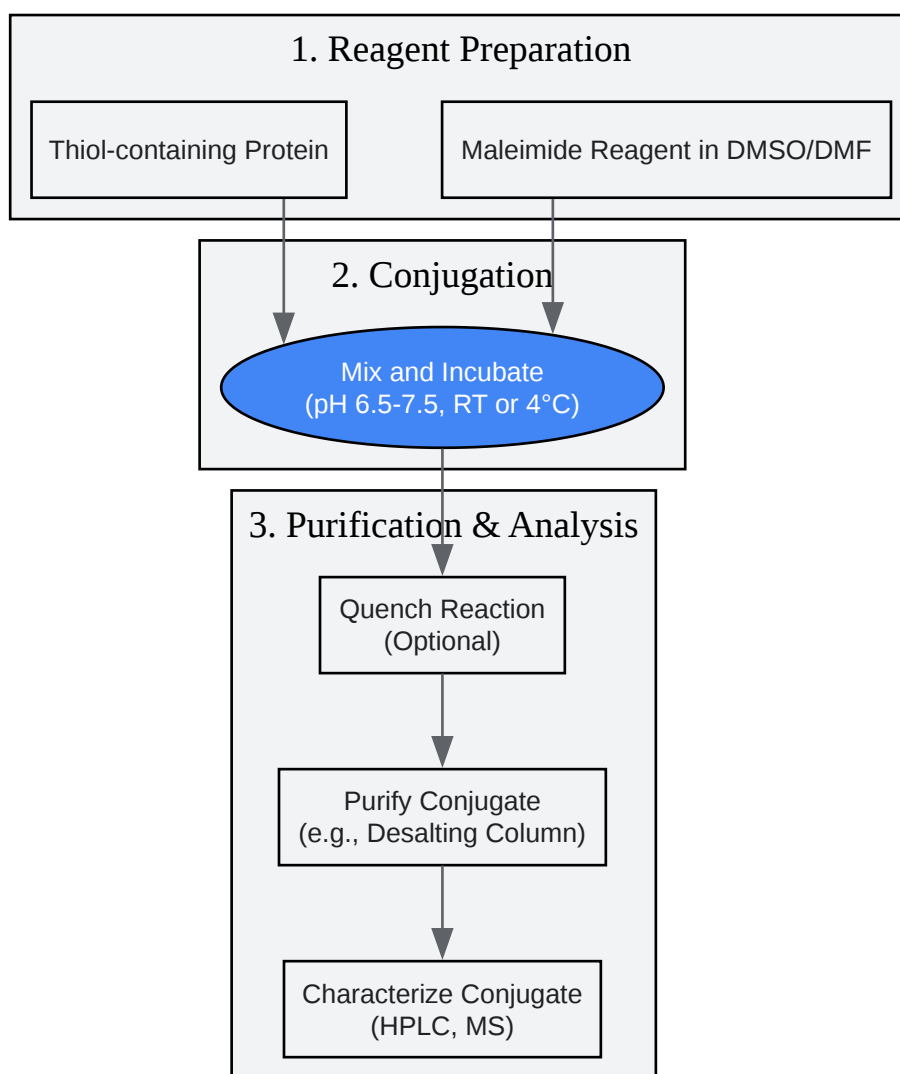 1. Reagent Preparation
Thiol-containing Protein
Maleimide Reagent in DMSO/DMF
2. Conjugation
Mix and Incubate
(pH 6.5-7.5, RT or 4°C)
3. Purification & Analysis
Quench Reaction
(Optional)
Purify Conjugate
(e.g., Desalting Column)
Characterize Conjugate
(HPLC, MS)